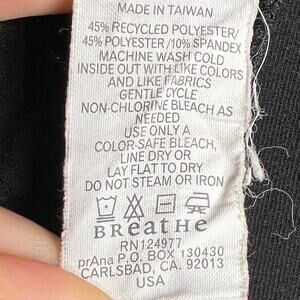 MADE IN TAIWAN
45% RECYCLED POLYESTER/
45% POLYESTER /10% SPANDEX
MACHINE WASH COLD
INSIDE OUT WITH LIKE COLORS
AND LIKE FABRICS
GENTLE CYCLE
NON-CHLORINE BLEACH AS
NEEDED
USE ONLY A
COLOR-SAFE BLEACH,
LINE DRY OR
LAY FLAT TO DRY
DO NOT STEAM OR IRON
BREATHE
RN124977
prAna P.O. BOX 130430
CARLSBAD, CA. 92013
USA